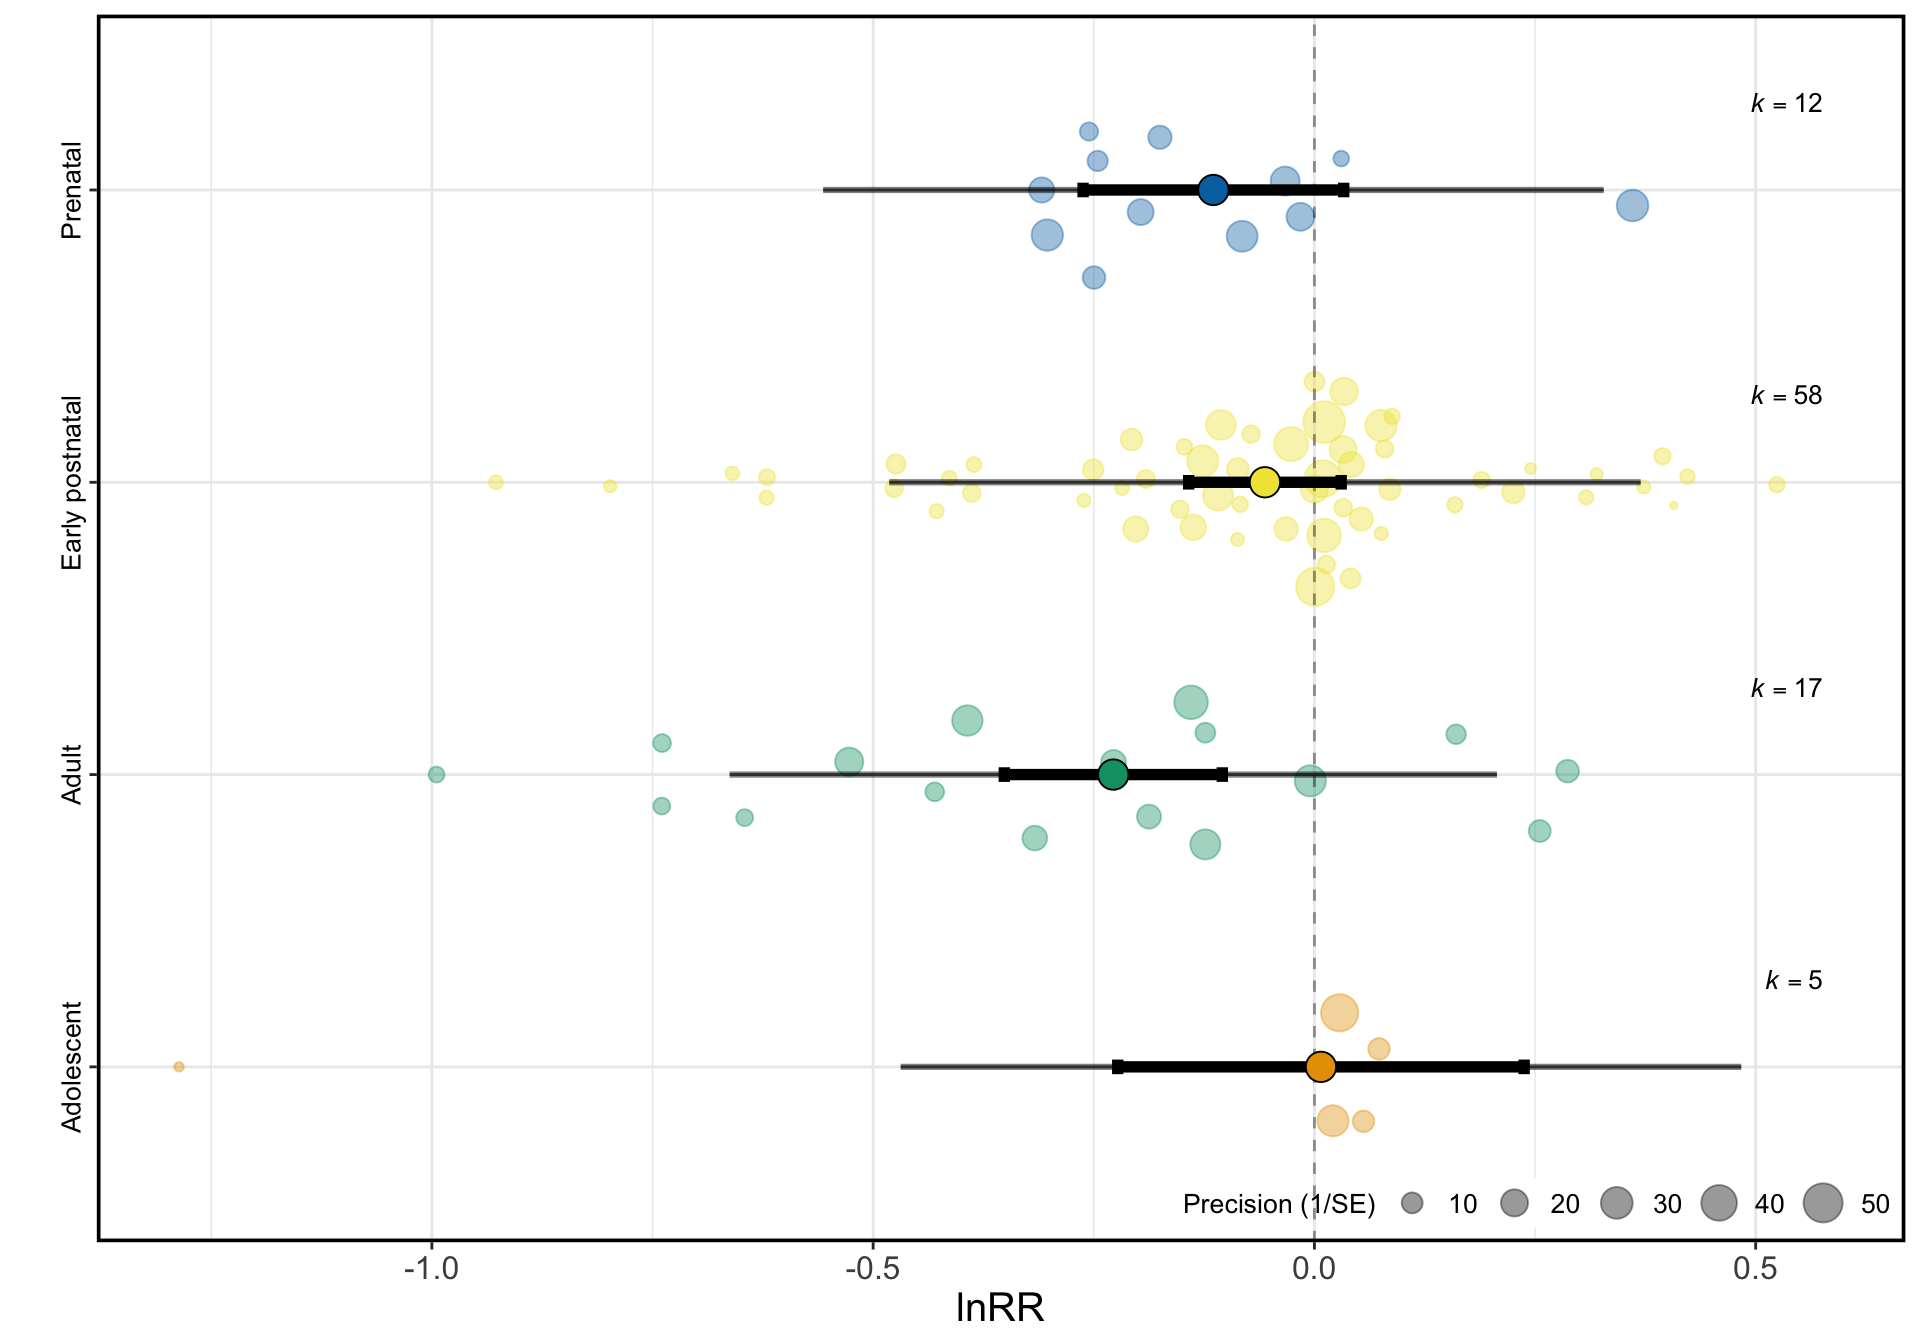 Prenatal
k = 12
Early postnatal
k = 58
Adult
k = 17
Adolescent
k = 5
Precision (1/SE) 10 20 30 40 50
-1.0 -0.5 0.0 0.5
lnRR